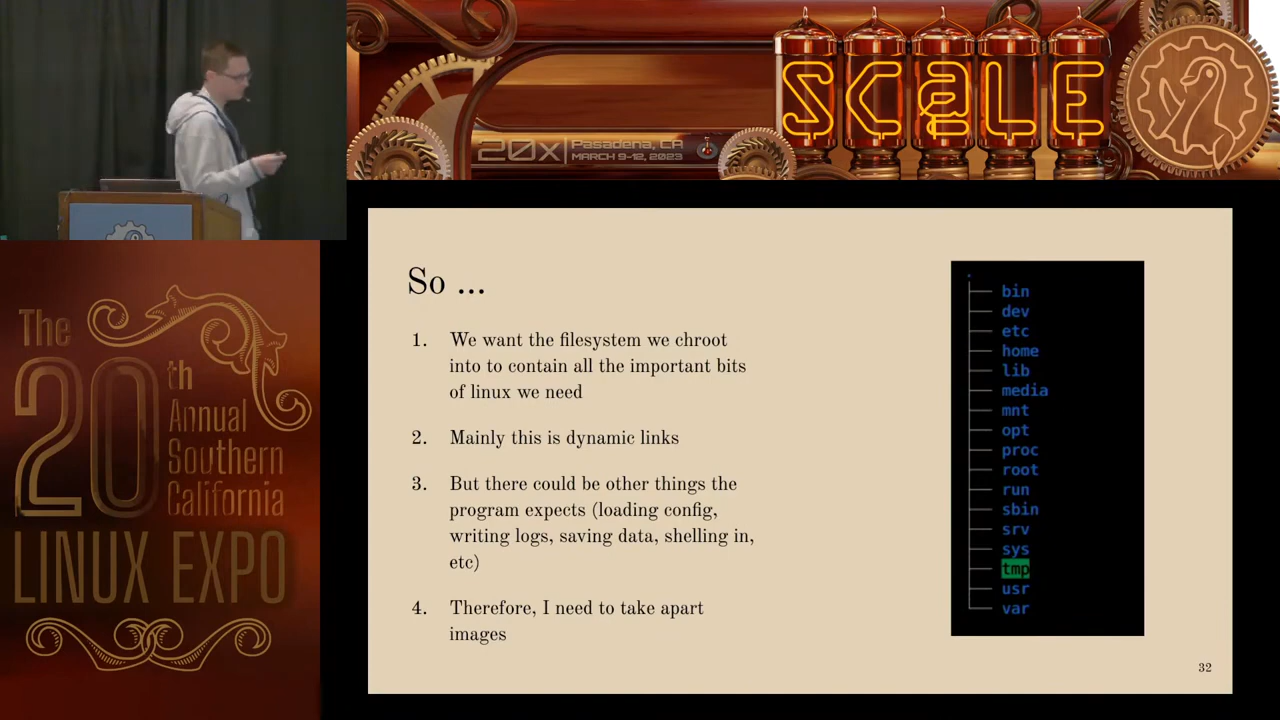 SC@LE
20x
Pasadena, CA
MARCH 9-12, 2023
The
20th
Annual
Southern
California
LINUX EXPO
So ...
1. We want the filesystem we chroot
into to contain all the important bits
of linux we need
2. Mainly this is dynamic links
3. But there could be other things the
program expects (loading config,
writing logs, saving data, shelling in,
etc)
4. Therefore, I need to take apart
images
.
bin
dev
etc
home
lib
media
mnt
opt
proc
root
run
sbin
srv
sys
tmp
usr
var
32